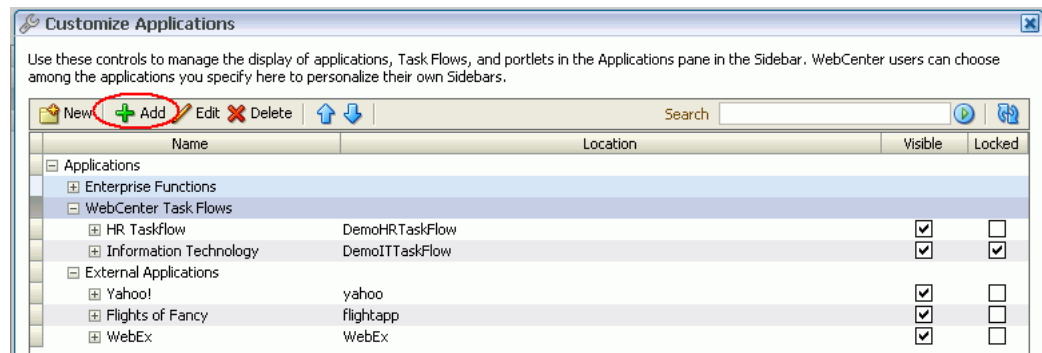 Customize Applications
Use these controls to manage the display of applications, Task Flows, and portlets in the Applications pane in the Sidebar. WebCenter users can choose
among the applications you specify here to personalize their own Sidebars.
New Add Edit Delete Search
Name Location Visible Locked
Applications
Enterprise Functions
WebCenter Task Flows
HR Taskflow DemoHRTaskFlow
Information Technology DemoITTaskFlow
External Applications
Yahoo! yahoo
Flights of Fancy flightapp
WebEx WebEx